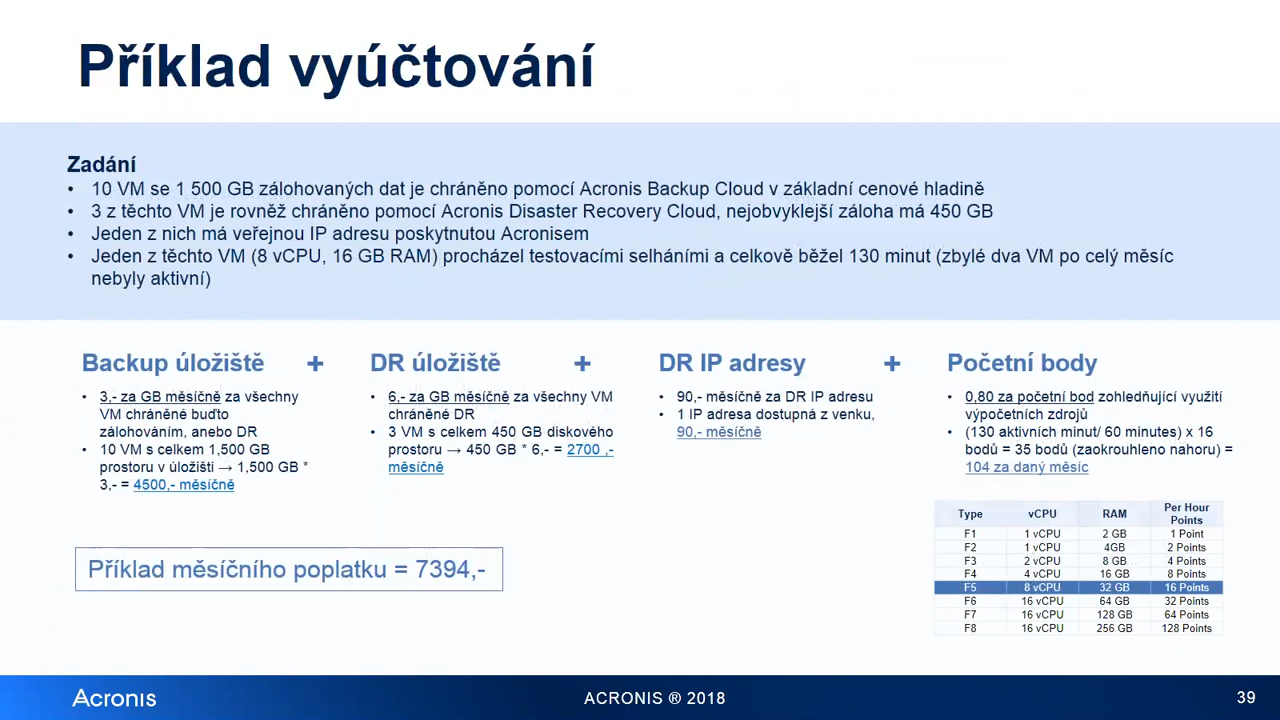 Příklad vyúčtování
Zadání
• 10 VM se 1 500 GB zálohovaných dat je chráněno pomocí Acronis Backup Cloud v základní cenové hladině
• 3 z těchto VM je rovněž chráněno pomocí Acronis Disaster Recovery Cloud, nejobvyklejší záloha má 450 GB
• Jeden z nich má veřejnou IP adresu poskytnutou Acronisem
• Jeden z těchto VM (8 vCPU, 16 GB RAM) procházel testovacími selháními a celkově běžel 130 minut (zbylé dva VM po celý měsíc
nebyly aktivní)
Backup úložiště +
• 3,- za GB měsíčně za všechny
VM chráněné buďto
zálohováním, anebo DR
• 10 VM s celkem 1,500 GB
prostoru v úložišti → 1,500 GB *
3,- = 4500,- měsíčně
DR úložiště +
• 6,- za GB měsíčně za všechny VM
chráněné DR
• 3 VM s celkem 450 GB diskového
prostoru → 450 GB * 6,- = 2700 ,-
měsíčně
DR IP adresy +
• 90,- měsíčně za DR IP adresu
• 1 IP adresa dostupná z venku,
90,- měsíčně
Početní body
• 0,80 za početní bod zohledňující využití
výpočetních zdrojů
• (130 aktivních minut/ 60 minutes) x 16
bodů = 35 bodů (zaokrouhleno nahoru) =
104 za daný měsíc
Type vCPU RAM Per Hour
Points
F1 1 vCPU 2 GB 1 Point
F2 1 vCPU 4GB 2 Points
F3 2 vCPU 8 GB 4 Points
F4 4 vCPU 16 GB 8 Points
F5 8 vCPU 32 GB 16 Points
F6 16 vCPU 64 GB 32 Points
F7 16 vCPU 128 GB 64 Points
F8 16 vCPU 256 GB 128 Points
Příklad měsíčního poplatku = 7394,-
Acronis
ACRONIS ® 2018
39